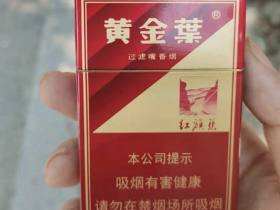 黄金葉®
过滤嘴香烟
红旗渠
本公司提示
吸烟有害健康
请勿在禁烟场所吸烟